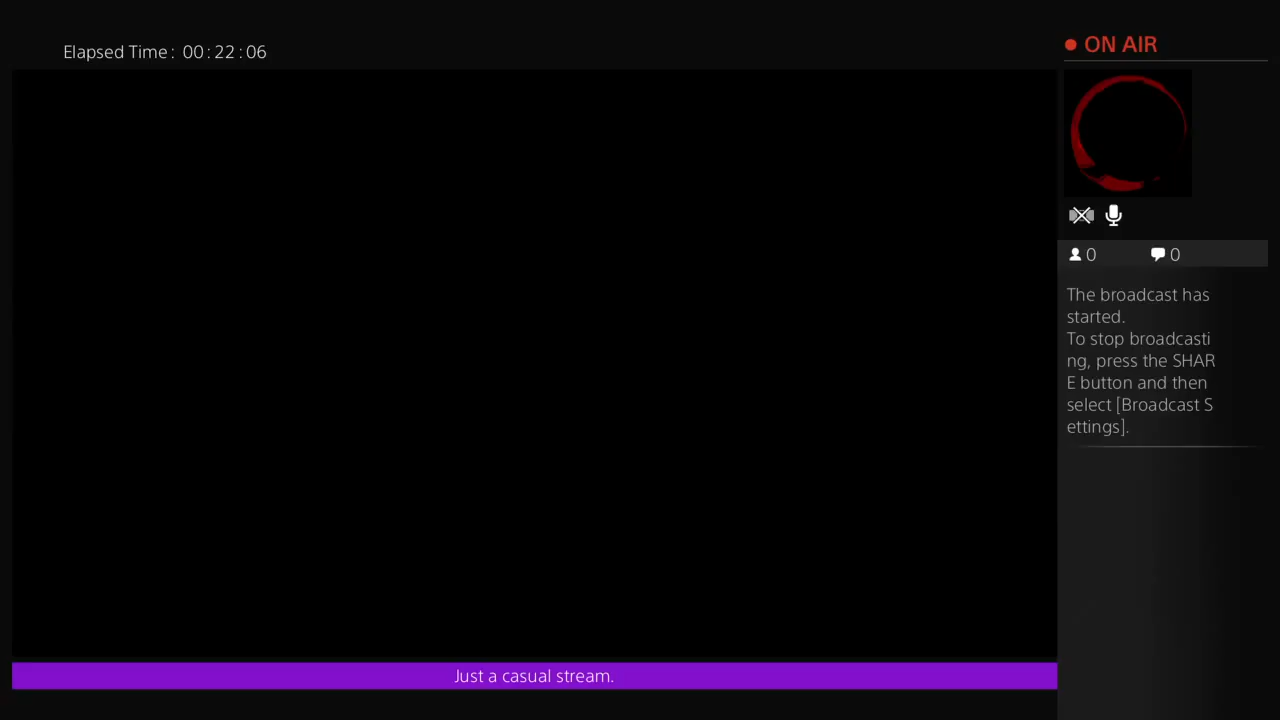 Elapsed Time: 00:22:06
ON AIR
0 0
The broadcast has
started.
To stop broadcasti
ng, press the SHAR
E button and then
select [Broadcast S
ettings].
Just a casual stream.